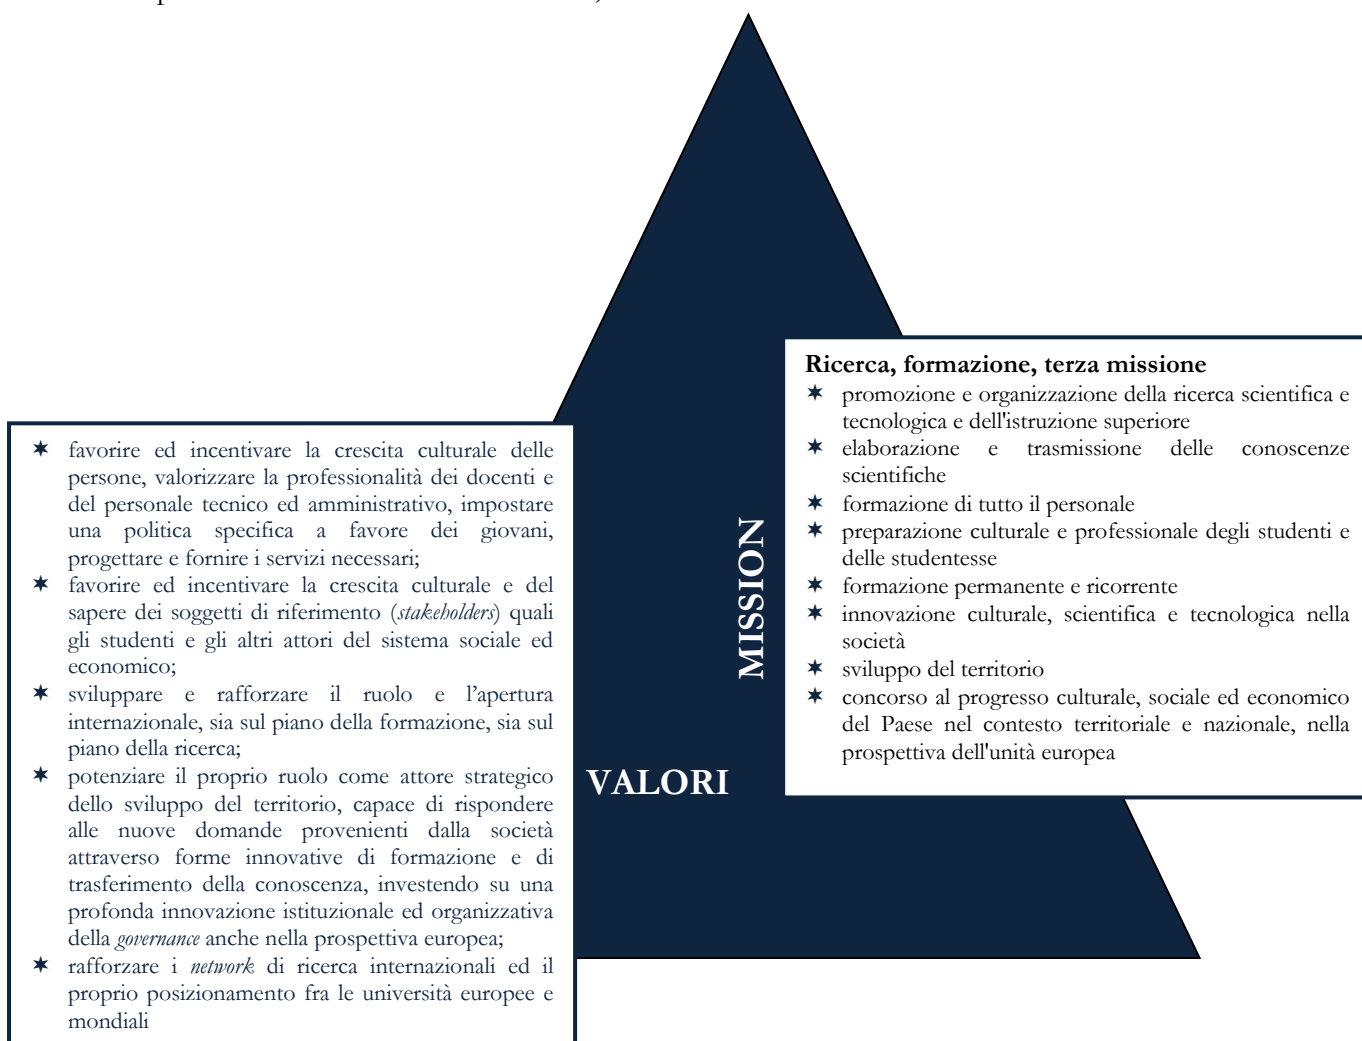 Ricerca, formazione, terza missione
✶ promozione e organizzazione della ricerca scientifica e
tecnologica e dell'istruzione superiore
✶ elaborazione e trasmissione delle conoscenze
scientifiche
✶ formazione di tutto il personale
✶ preparazione culturale e professionale degli studenti e
delle studentesse
✶ formazione permanente e ricorrente
✶ innovazione culturale, scientifica e tecnologica nella
società
✶ sviluppo del territorio
✶ concorso al progresso culturale, sociale ed economico
del Paese nel contesto territoriale e nazionale, nella
prospettiva dell'unità europea
MISSION
✶ favorire ed incentivare la crescita culturale delle
persone, valorizzare la professionalità dei docenti e
del personale tecnico ed amministrativo, impostare
una politica specifica a favore dei giovani,
progettare e fornire i servizi necessari;
✶ favorire ed incentivare la crescita culturale e del
sapere dei soggetti di riferimento (stakeholders) quali
gli studenti e gli altri attori del sistema sociale ed
economico;
✶ sviluppare e rafforzare il ruolo e l’apertura
internazionale, sia sul piano della formazione, sia sul
piano della ricerca;
✶ potenziare il proprio ruolo come attore strategico
dello sviluppo del territorio, capace di rispondere
alle nuove domande provenienti dalla società
attraverso forme innovative di formazione e di
trasferimento della conoscenza, investendo su una
profonda innovazione istituzionale ed organizzativa
della governance anche nella prospettiva europea;
✶ rafforzare i network di ricerca internazionali ed il
proprio posizionamento fra le università europee e
mondiali
VALORI